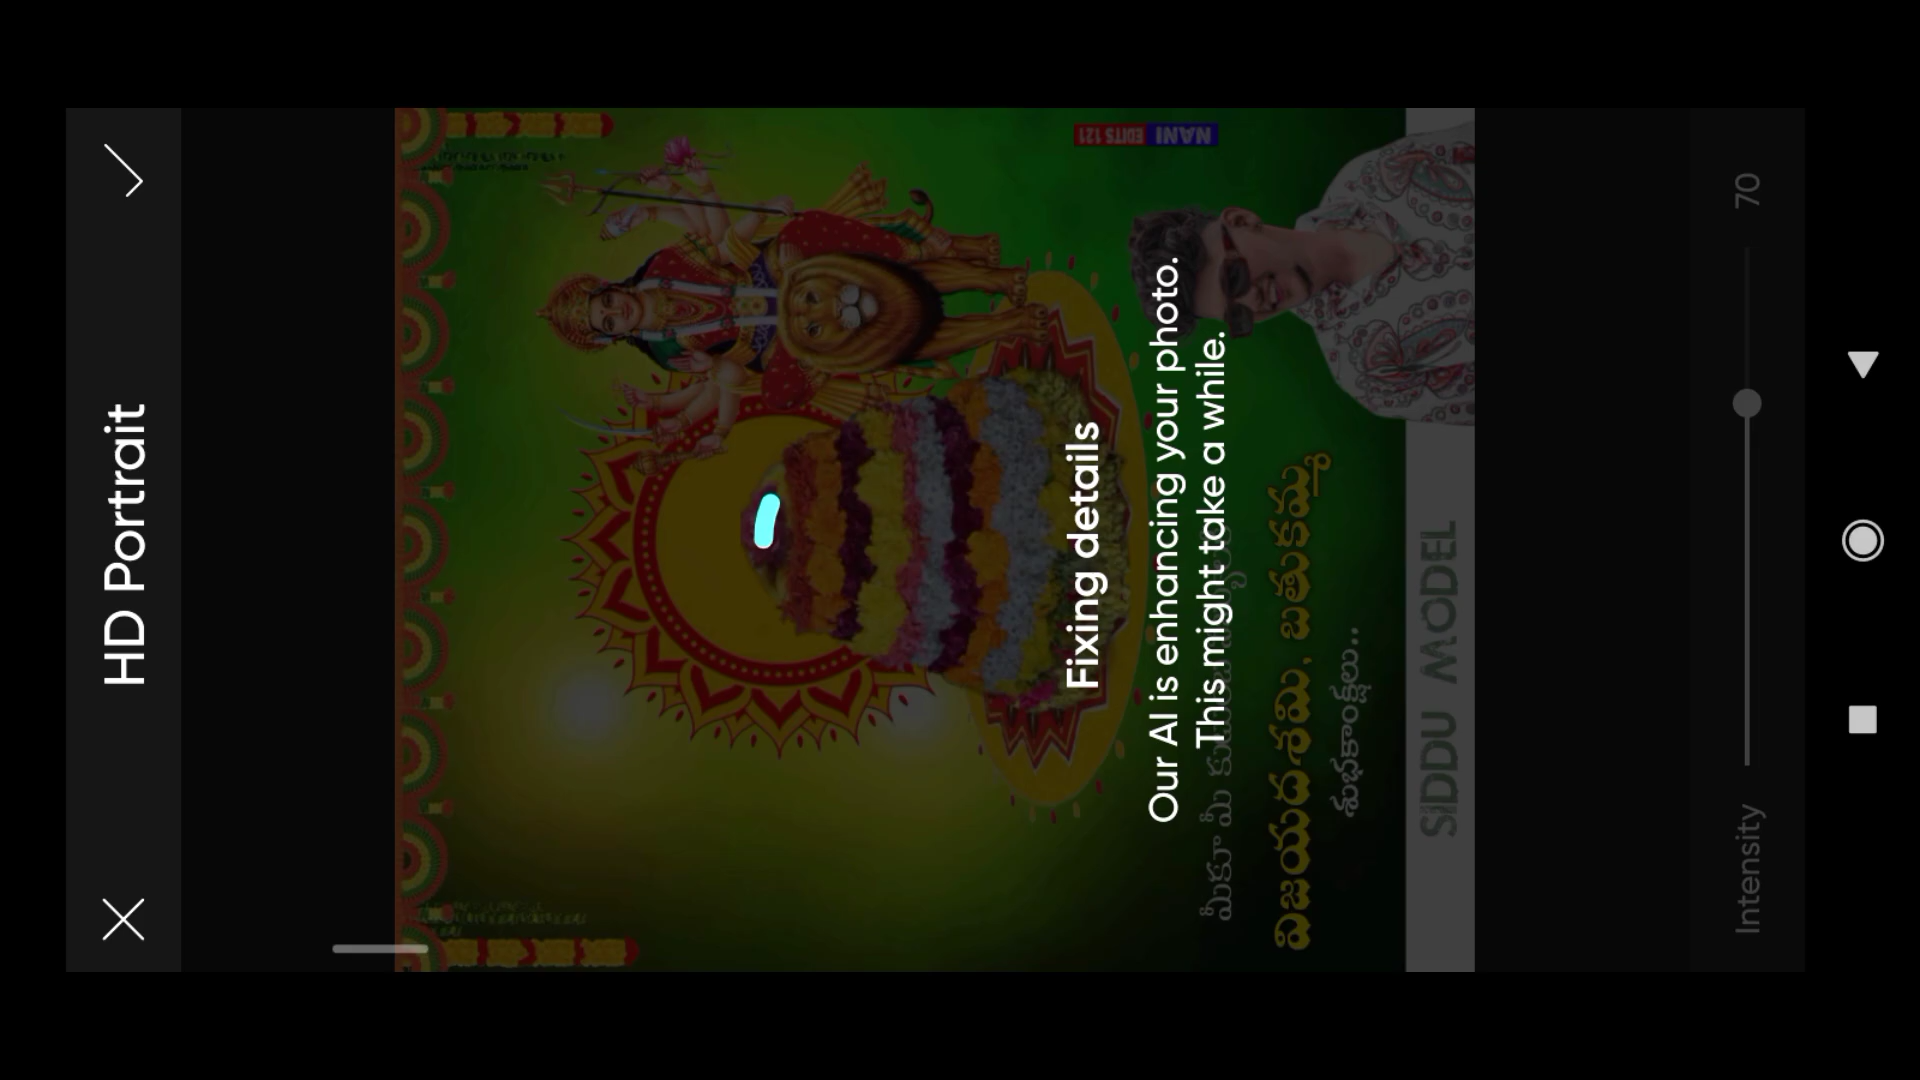 HD Portrait
NANI
EDITS 121
Fixing details
Our AI is enhancing your photo.
This might take a while.
మీకూ మీ
విజయదశమి, బతుకమ్మ
శుభాకాంక్షలు..
SIDDU MODEL
Intensity
70